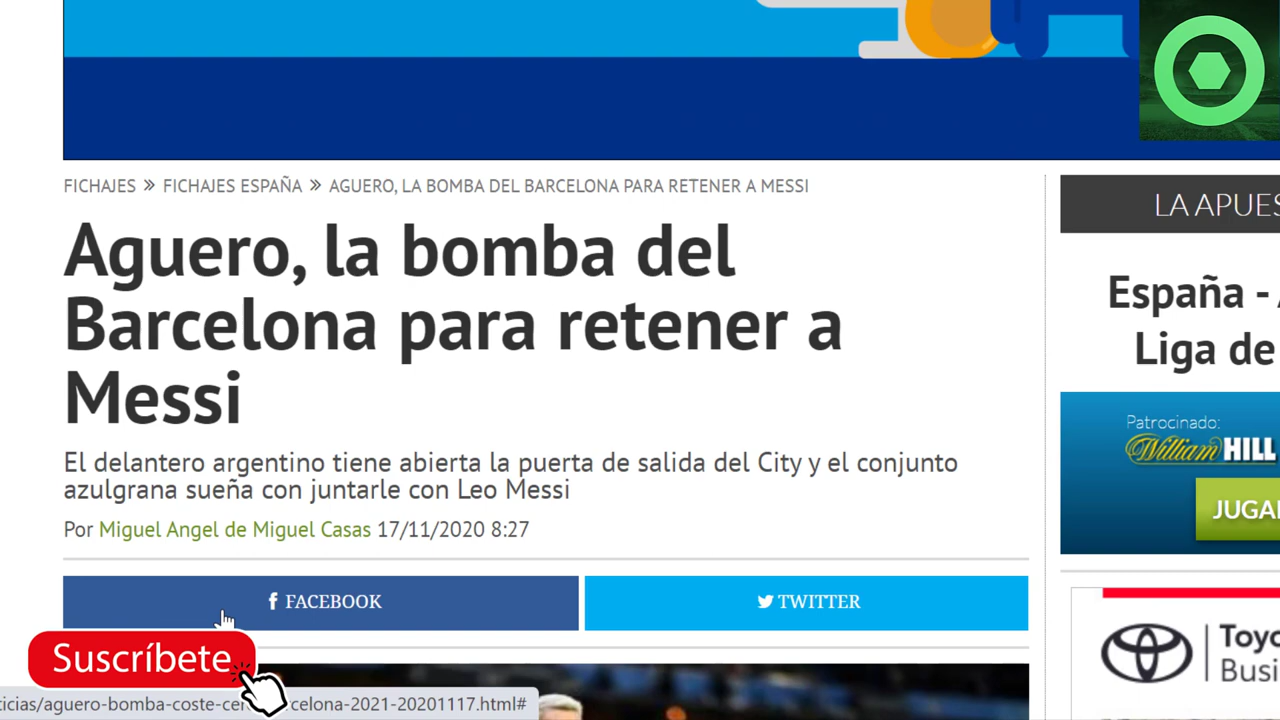 FICHAJES » FICHAJES ESPAÑA » AGUERO, LA BOMBA DEL BARCELONA PARA RETENER A MESSI
Aguero, la bomba del
Barcelona para retener a
Messi
El delantero argentino tiene abierta la puerta de salida del City y el conjunto
azulgrana sueña con juntarle con Leo Messi
Por Miguel Angel de Miguel Casas 17/11/2020 8:27
FACEBOOK
TWITTER
LA APUES
España -
Liga de
Patrocinado:
William HILL
JUGA
Toyo
Busi
Suscríbete
icias/aguero-bomba-coste-ce
celona-2021-20201117.html#